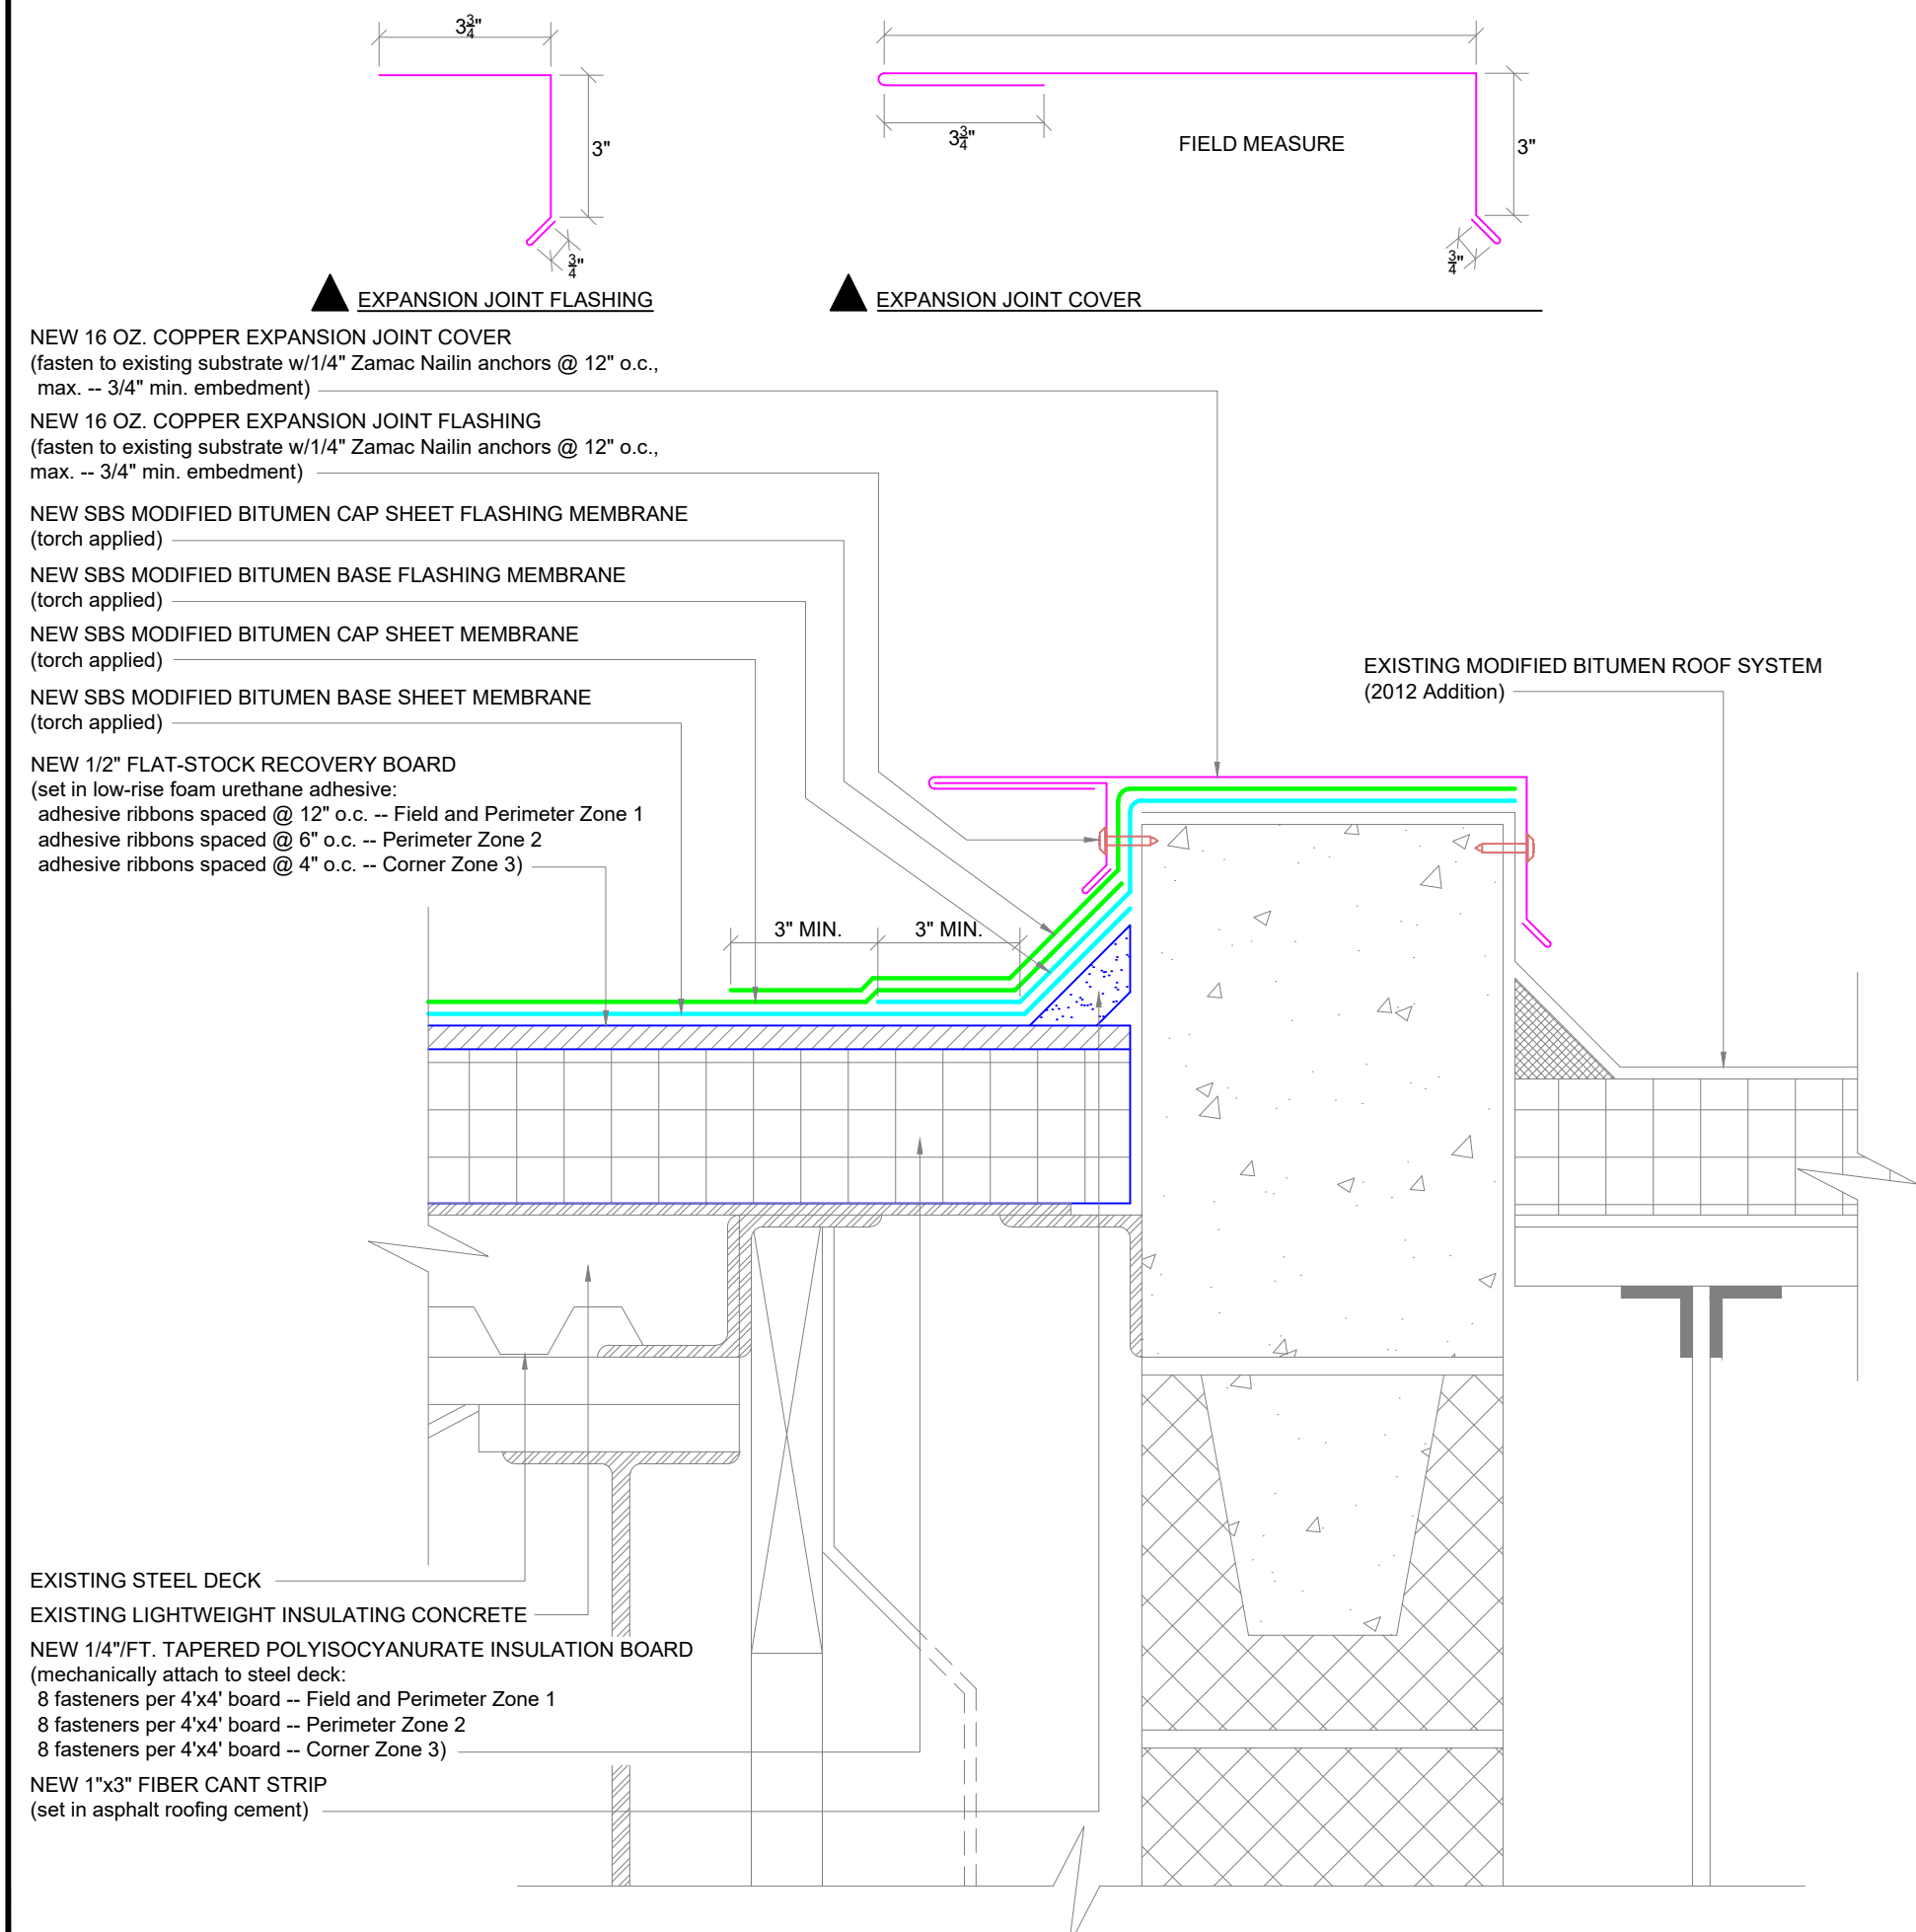 3 3/4"
3"
3/4"
EXPANSION JOINT FLASHING
3 3/4"
FIELD MEASURE
3"
3/4"
EXPANSION JOINT COVER
NEW 16 OZ. COPPER EXPANSION JOINT COVER
(fasten to existing substrate w/1/4" Zamac Nailin anchors @ 12" o.c.,
max. -- 3/4" min. embedment)
NEW 16 OZ. COPPER EXPANSION JOINT FLASHING
(fasten to existing substrate w/1/4" Zamac Nailin anchors @ 12" o.c.,
max. -- 3/4" min. embedment)
NEW SBS MODIFIED BITUMEN CAP SHEET FLASHING MEMBRANE
(torch applied)
NEW SBS MODIFIED BITUMEN BASE FLASHING MEMBRANE
(torch applied)
NEW SBS MODIFIED BITUMEN CAP SHEET MEMBRANE
(torch applied)
NEW SBS MODIFIED BITUMEN BASE SHEET MEMBRANE
(torch applied)
NEW 1/2" FLAT-STOCK RECOVERY BOARD
(set in low-rise foam urethane adhesive:
adhesive ribbons spaced @ 12" o.c. -- Field and Perimeter Zone 1
adhesive ribbons spaced @ 6" o.c. -- Perimeter Zone 2
adhesive ribbons spaced @ 4" o.c. -- Corner Zone 3)
EXISTING MODIFIED BITUMEN ROOF SYSTEM
(2012 Addition)
3" MIN.
3" MIN.
EXISTING STEEL DECK
EXISTING LIGHTWEIGHT INSULATING CONCRETE
NEW 1/4"/FT. TAPERED POLYISOCYANURATE INSULATION BOARD
(mechanically attach to steel deck:
8 fasteners per 4'x4' board -- Field and Perimeter Zone 1
8 fasteners per 4'x4' board -- Perimeter Zone 2
8 fasteners per 4'x4' board -- Corner Zone 3)
NEW 1"x3" FIBER CANT STRIP
(set in asphalt roofing cement)